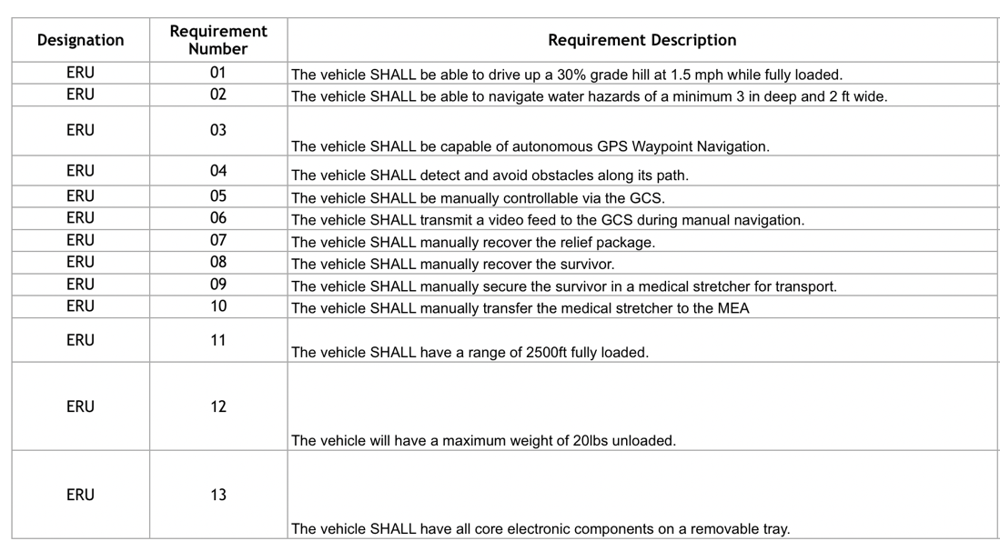 Designation Requirement Number Requirement Description
ERU 01 The vehicle SHALL be able to drive up a 30% grade hill at 1.5 mph while fully loaded.
ERU 02 The vehicle SHALL be able to navigate water hazards of a minimum 3 in deep and 2 ft wide.
ERU 03 The vehicle SHALL be capable of autonomous GPS Waypoint Navigation.
ERU 04 The vehicle SHALL detect and avoid obstacles along its path.
ERU 05 The vehicle SHALL be manually controllable via the GCS.
ERU 06 The vehicle SHALL transmit a video feed to the GCS during manual navigation.
ERU 07 The vehicle SHALL manually recover the relief package.
ERU 08 The vehicle SHALL manually recover the survivor.
ERU 09 The vehicle SHALL manually secure the survivor in a medical stretcher for transport.
ERU 10 The vehicle SHALL manually transfer the medical stretcher to the MEA
ERU 11 The vehicle SHALL have a range of 2500ft fully loaded.
ERU 12 The vehicle will have a maximum weight of 20lbs unloaded.
ERU 13 The vehicle SHALL have all core electronic components on a removable tray.